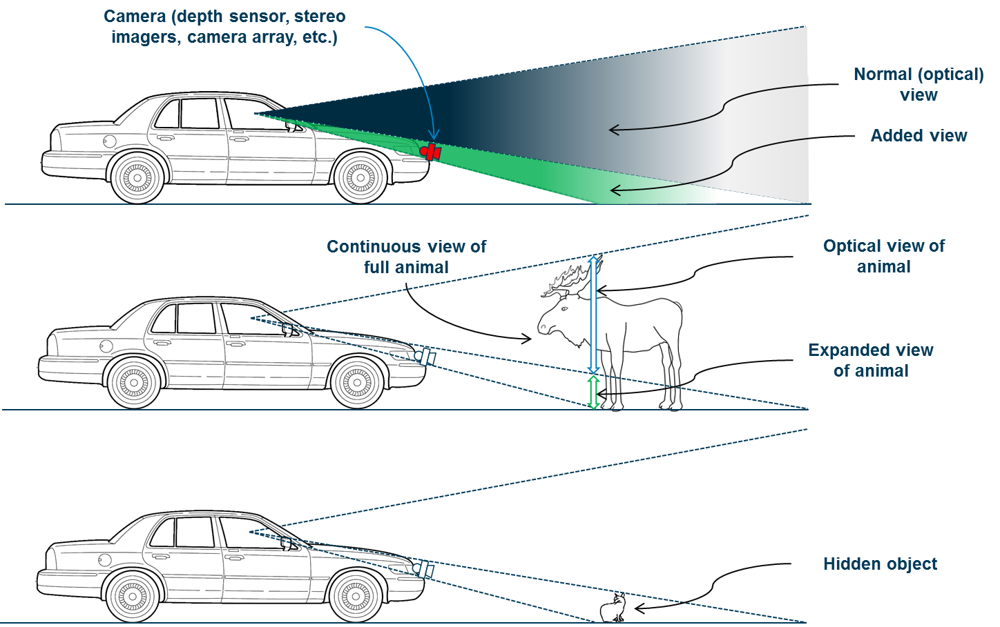 Camera (depth sensor, stereo
imagers, camera array, etc.)
Normal (optical)
view
Added view
Continuous view of
full animal
Optical view of
animal
Expanded view
of animal
Hidden object